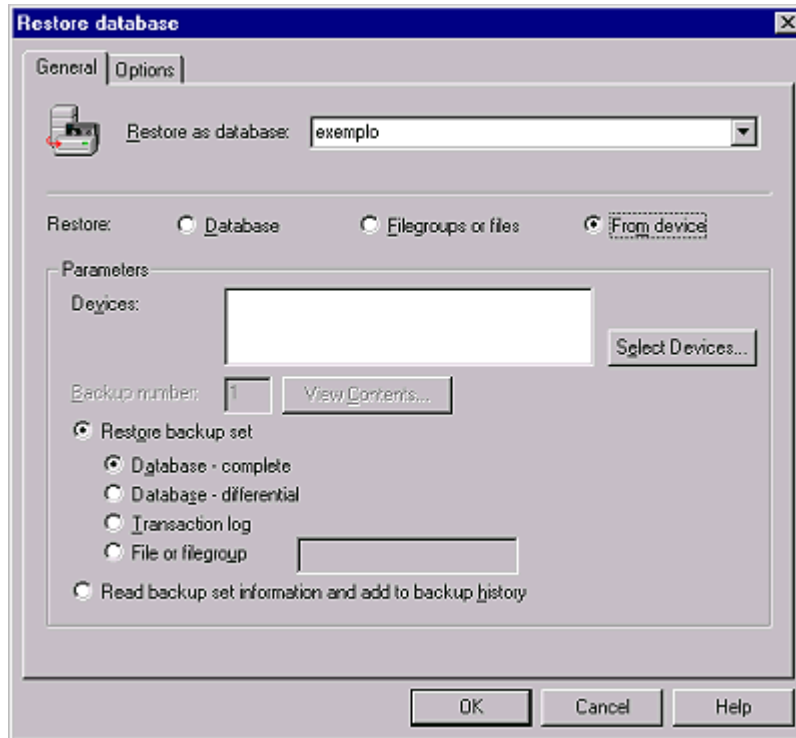 Restore database
General Options
Restore as database: exemplo
Restore: Database Filegroups or files From device
Parameters
Devices:
Select Devices...
Backup number: 1 View Contents...
Restore backup set
Database - complete
Database - differential
Transaction log
File or filegroup
Read backup set information and add to backup history
OK Cancel Help